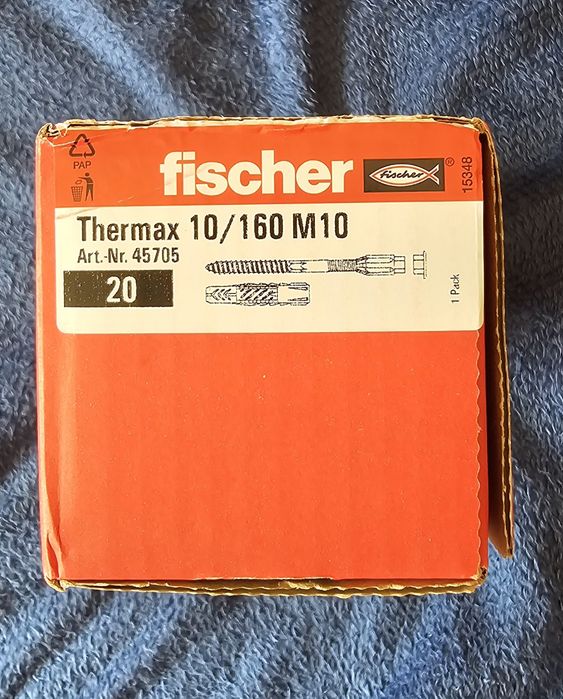 PAP
fischer
fischer
®
15348
Thermax 10/160 M10
Art.-Nr. 45705
20
1 Pack